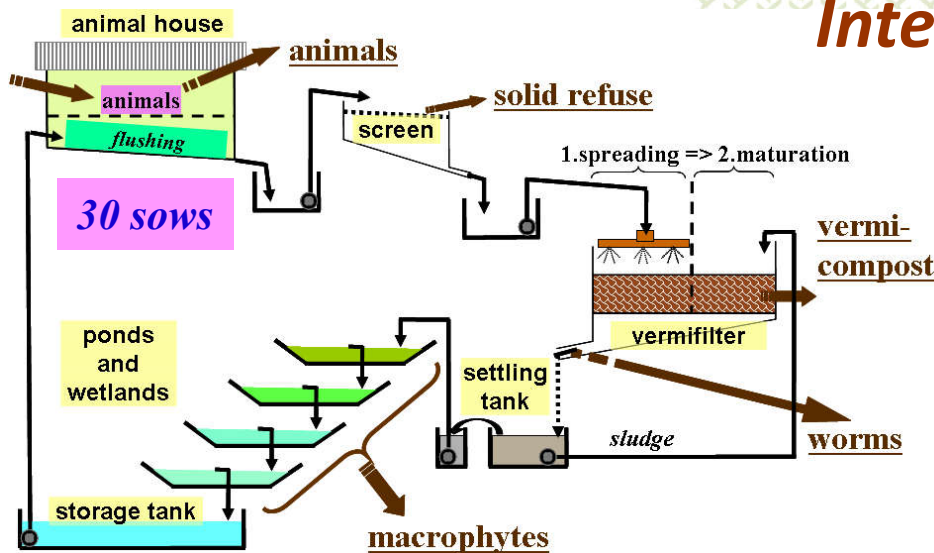 Inte
animal house
animals
animals
flushing
30 sows
screen
solid refuse
1.spreading => 2.maturation
vermi-
compost
vermifilter
ponds
and
wetlands
settling
tank
sludge
worms
storage tank
macrophytes